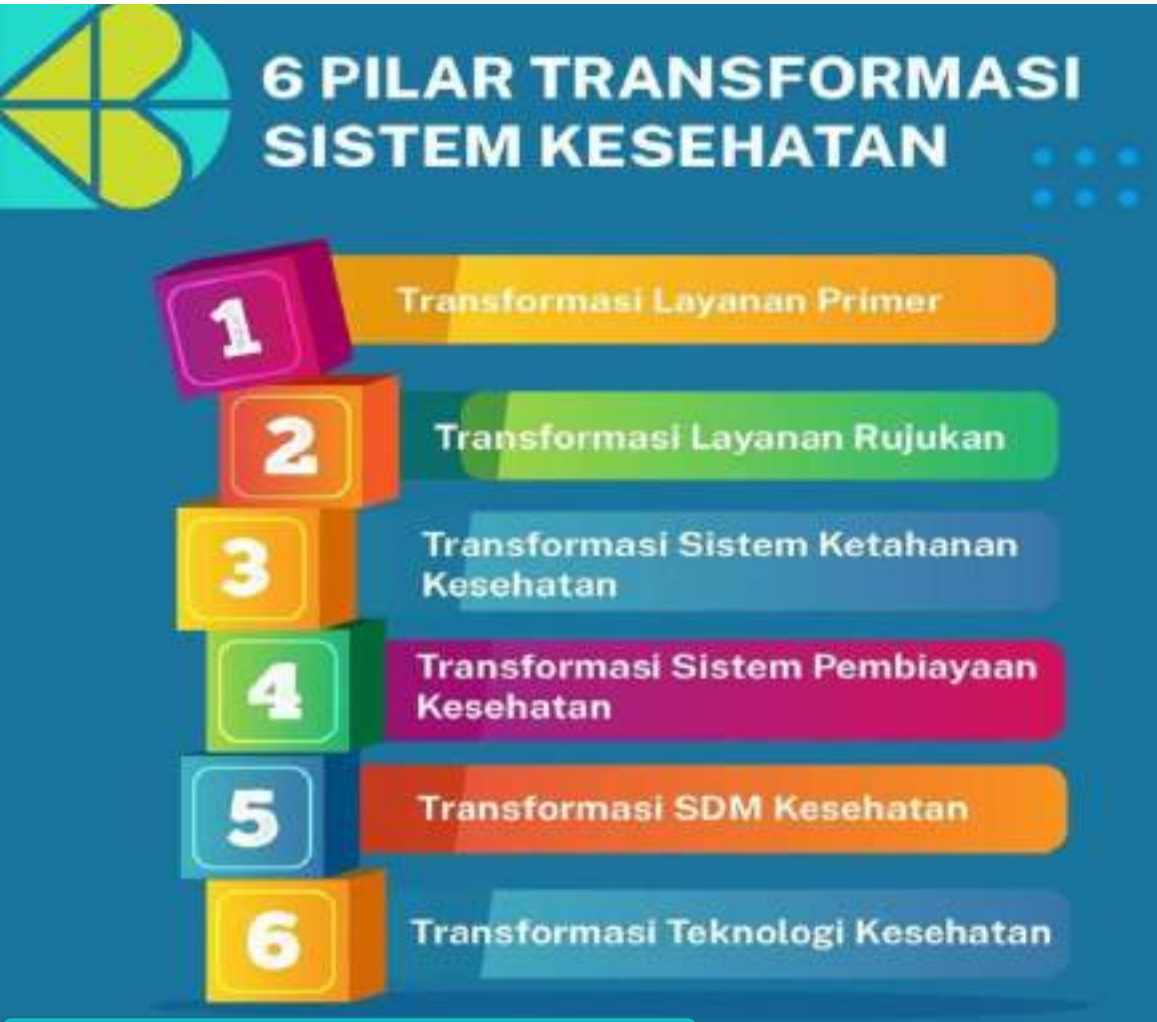 6 PILAR TRANSFORMASI
SISTEM KESEHATAN
1
Transformasi Layanan Primer
2
Transformasi Layanan Rujukan
3
Transformasi Sistem Ketahanan
Kesehatan
4
Transformasi Sistem Pembiayaan
Kesehatan
5
Transformasi SDM Kesehatan
6
Transformasi Teknologi Kesehatan